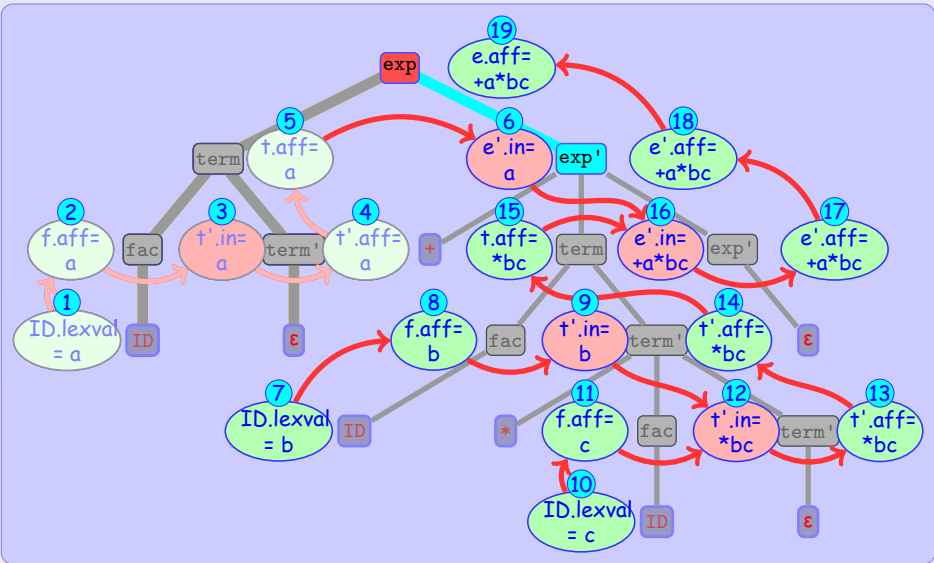 19
e.aff=
+a*bc
exp
5
t.aff=
a
6
e'.in=
a
18
e'.aff=
+a*bc
term
exp'
2
f.aff=
a
fac
3
t'.in=
a
term'
4
t'.aff=
a
+
15
t.aff=
*bc
term
16
e'.in=
+a*bc
exp'
17
e'.aff=
+a*bc
1
ID.lexval
= a
ID
ε
8
f.aff=
b
fac
9
t'.in=
b
term'
14
t'.aff=
*bc
ε
7
ID.lexval
= b
ID
*
11
f.aff=
c
fac
12
t'.in=
*bc
term'
13
t'.aff=
*bc
10
ID.lexval
= c
ID
ε